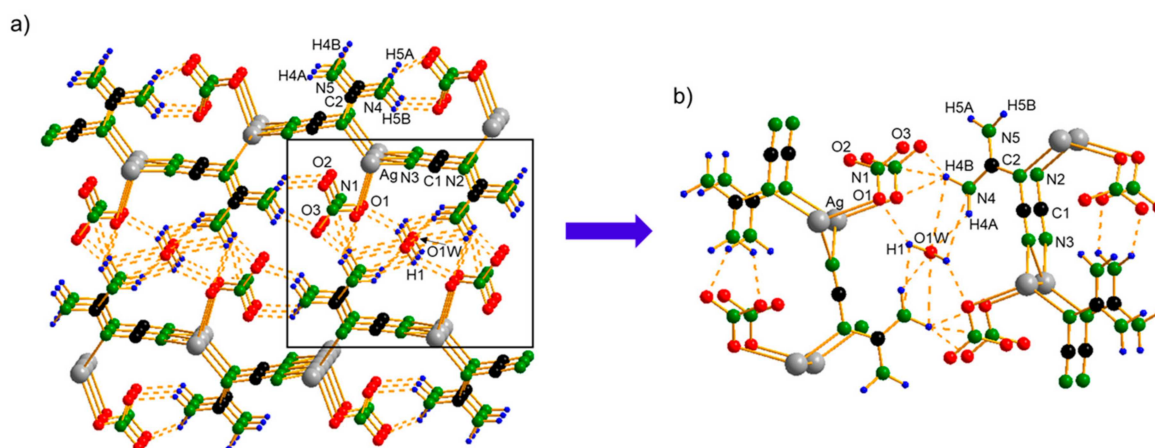 a)
H4B
H5A
H4A
N5
C2
N4
H5B
O2
N1
O3
O1
Ag
N3
C1
N2
O1W
H1
b)
H5A
H5B
N5
O3
O2
H4B
C2
N1
N4
N2
O1
Ag
H4A
C1
O1W
H1
N3